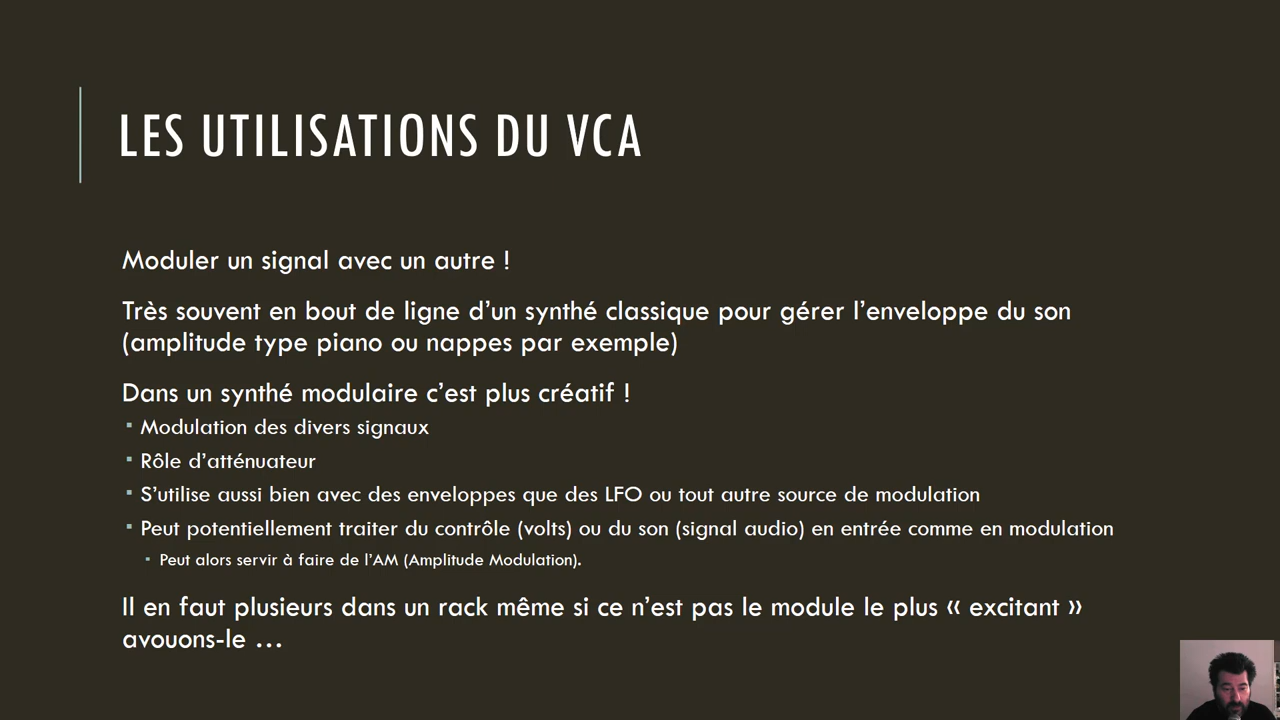 LES UTILISATIONS DU VCA
Moduler un signal avec un autre !
Très souvent en bout de ligne d’un synthé classique pour gérer l’enveloppe du son
(amplitude type piano ou nappes par exemple)
Dans un synthé modulaire c’est plus créatif !
▪ Modulation des divers signaux
▪ Rôle d’atténuateur
▪ S’utilise aussi bien avec des enveloppes que des LFO ou tout autre source de modulation
▪ Peut potentiellement traiter du contrôle (volts) ou du son (signal audio) en entrée comme en modulation
▪ Peut alors servir à faire de l’AM (Amplitude Modulation).
Il en faut plusieurs dans un rack même si ce n’est pas le module le plus « excitant »
avouons-le …